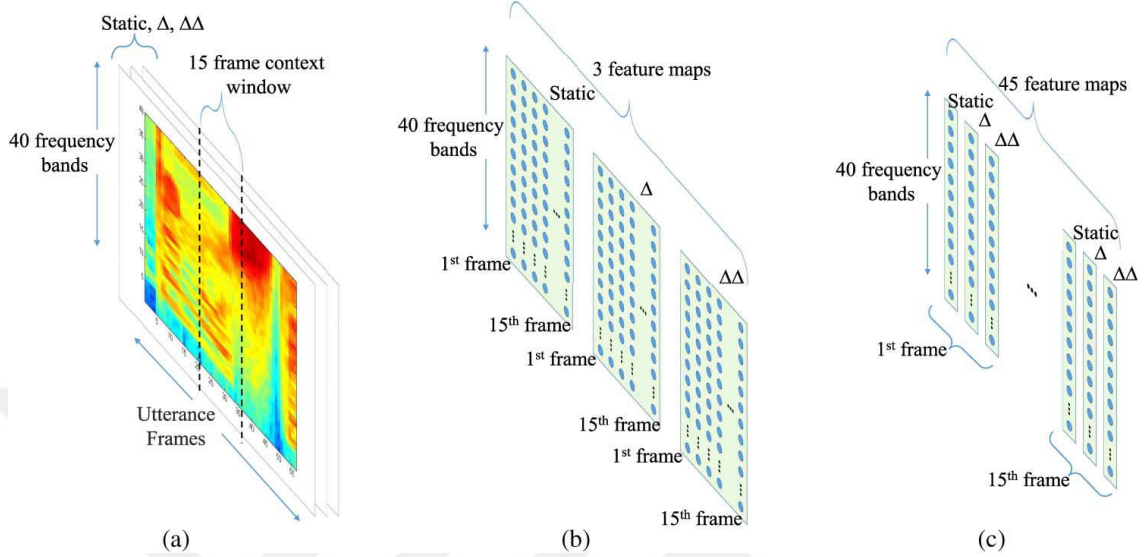 Static, Δ, ΔΔ
15 frame context
window
40 frequency
bands
Utterance
Frames
(a)
3 feature maps
Static
40 frequency
bands
Δ
1st frame
ΔΔ
15th frame
1st frame
15th frame
1st frame
15th frame
(b)
45 feature maps
Static
Δ
ΔΔ
40 frequency
bands
Static
Δ
ΔΔ
1st frame
15th frame
(c)